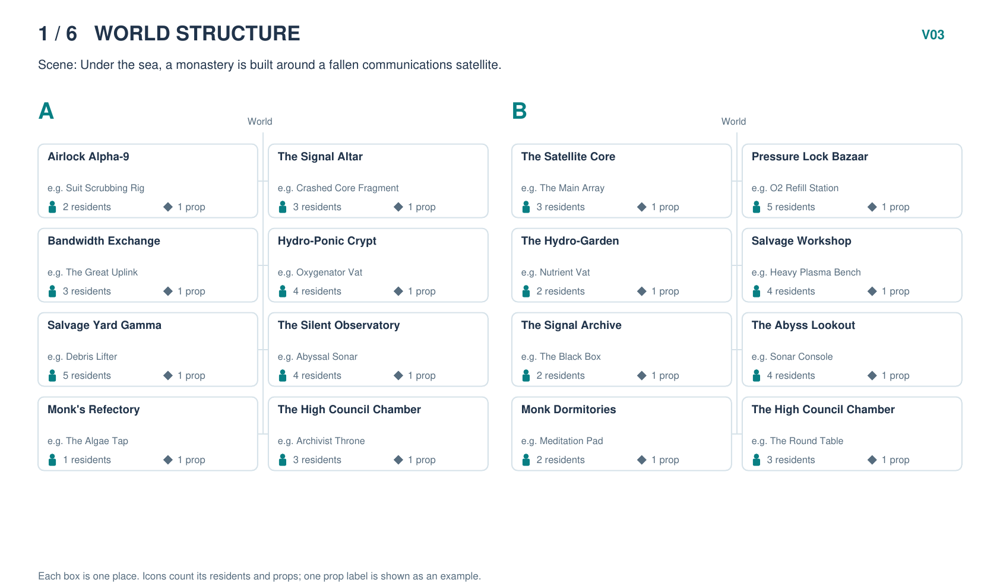 1 / 6 WORLD STRUCTURE
V03
Scene: Under the sea, a monastery is built around a fallen communications satellite.
A
World
Airlock Alpha-9
e.g. Suit Scrubbing Rig
2 residents
1 prop
The Signal Altar
e.g. Crashed Core Fragment
3 residents
1 prop
Bandwidth Exchange
e.g. The Great Uplink
3 residents
1 prop
Hydro-Ponic Crypt
e.g. Oxygenator Vat
4 residents
1 prop
Salvage Yard Gamma
e.g. Debris Lifter
5 residents
1 prop
The Silent Observatory
e.g. Abyssal Sonar
4 residents
1 prop
Monk's Refectory
e.g. The Algae Tap
1 residents
1 prop
The High Council Chamber
e.g. Archivist Throne
3 residents
1 prop
B
World
The Satellite Core
e.g. The Main Array
3 residents
1 prop
Pressure Lock Bazaar
e.g. O2 Refill Station
5 residents
1 prop
The Hydro-Garden
e.g. Nutrient Vat
2 residents
1 prop
Salvage Workshop
e.g. Heavy Plasma Bench
4 residents
1 prop
The Signal Archive
e.g. The Black Box
2 residents
1 prop
The Abyss Lookout
e.g. Sonar Console
4 residents
1 prop
Monk Dormitories
e.g. Meditation Pad
2 residents
1 prop
The High Council Chamber
e.g. The Round Table
3 residents
1 prop
Each box is one place. Icons count its residents and props; one prop label is shown as an example.